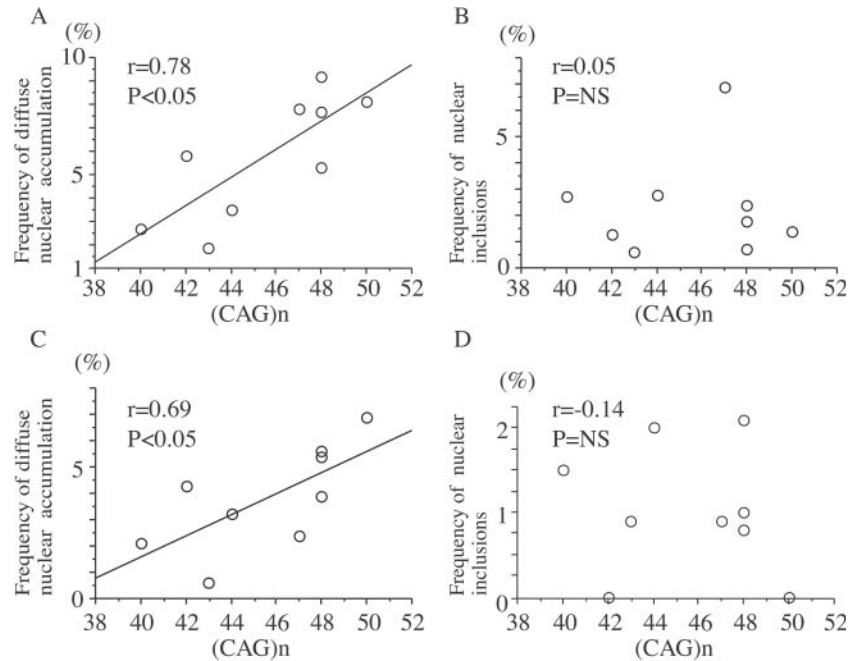 A
(%)
Frequency of diffuse
nuclear accumulation
10
5
1
r=0.78
P<0.05
38 40 42 44 46 48 50 52
(CAG)n
B
(%)
Frequency of nuclear
inclusions
5
0
r=0.05
P=NS
38 40 42 44 46 48 50 52
(CAG)n
C
(%)
Frequency of diffuse
nuclear accumulation
5
0
r=0.69
P<0.05
38 40 42 44 46 48 50 52
(CAG)n
D
(%)
Frequency of nuclear
inclusions
2
1
0
r=-0.14
P=NS
38 40 42 44 46 48 50 52
(CAG)n